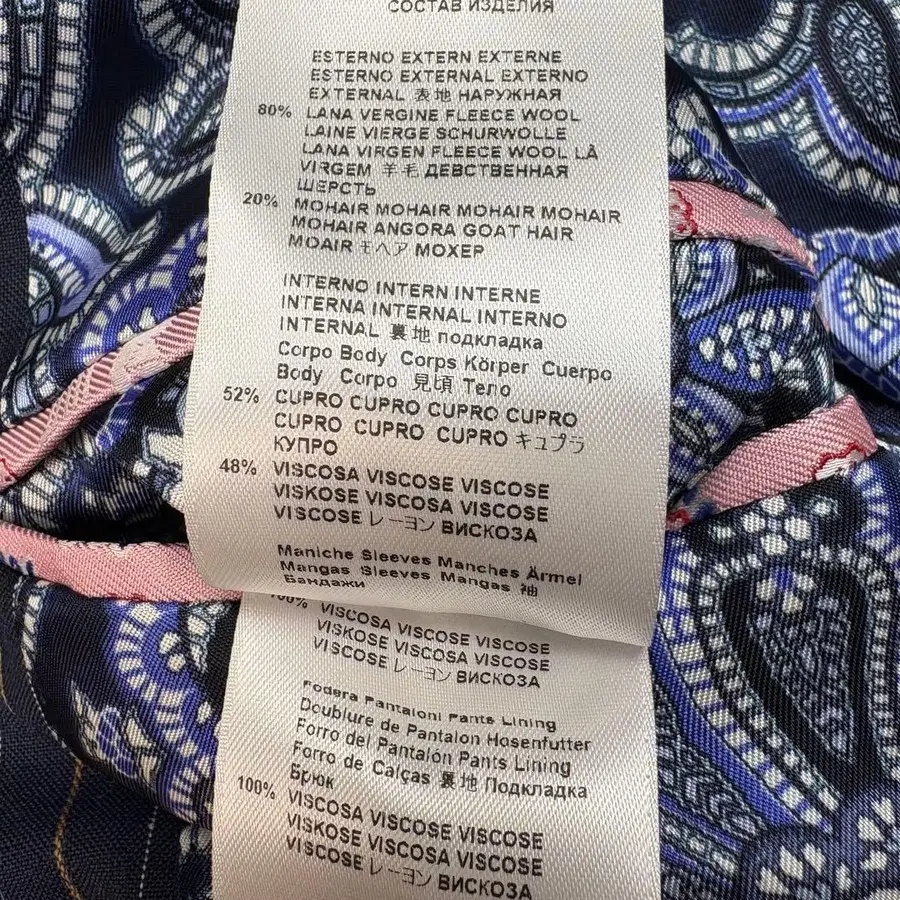 СОСТАВ ИЗДЕЛИЯ
ESTERNO EXTERN EXTERNE
ESTERNO EXTERNAL EXTERNO
EXTERNAL 表地 НАРУЖНАЯ
80% LANA VERGINE FLEECE WOOL
LAINE VIERGE SCHURWOLLE
LANA VIRGEN FLEECE WOOL LÂ
VIRGEM 羊毛 ДЕВСТВЕННАЯ
ШЕРСТЬ
20% MOHAIR MOHAIR MOHAIR MOHAIR
MOHAIR ANGORA GOAT HAIR
MOAIR モヘア МОХЕР
INTERNO INTERN INTERNE
INTERNA INTERNAL INTERNO
INTERNAL 裏地 подкладка
Corpo Body Corps Körper Cuerpo
Body Corpo 見頃 Тело
52% CUPRO CUPRO CUPRO CUPRO
CUPRO CUPRO CUPRO キュプラ
КУПРО
48% VISCOSA VISCOSE VISCOSE
VISKOSE VISCOSA VISCOSE
VISCOSE レーヨン ВИСКОЗА
Maniche Sleeves Manches Ärmel
Mangas Sleeves Mangas 袖
Бандажи
100% VISCOSA VISCOSE VISCOSE
VISKOSE VISCOSA VISCOSE
VISCOSE レーヨン ВИСКОЗА
Fodera Pantaloni Pants Lining
Doublure de Pantalon Hosenfutter
Forro del Pantalón Pants Lining
Forro de Calças 裏地 Подкладка
Брюк
100% VISCOSA VISCOSE VISCOSE
VISKOSE VISCOSA VISCOSE
VISCOSE レーヨン ВИСКОЗА